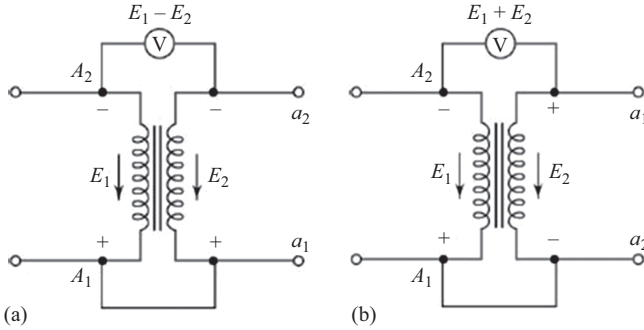 E₁ – E₂
V
A₂
–
–
a₂
E₁
E₂
+
+
a₁
A₁
(a)
E₁ + E₂
V
A₂
–
+
a₁
E₁
E₂
+
–
a₂
A₁
(b)